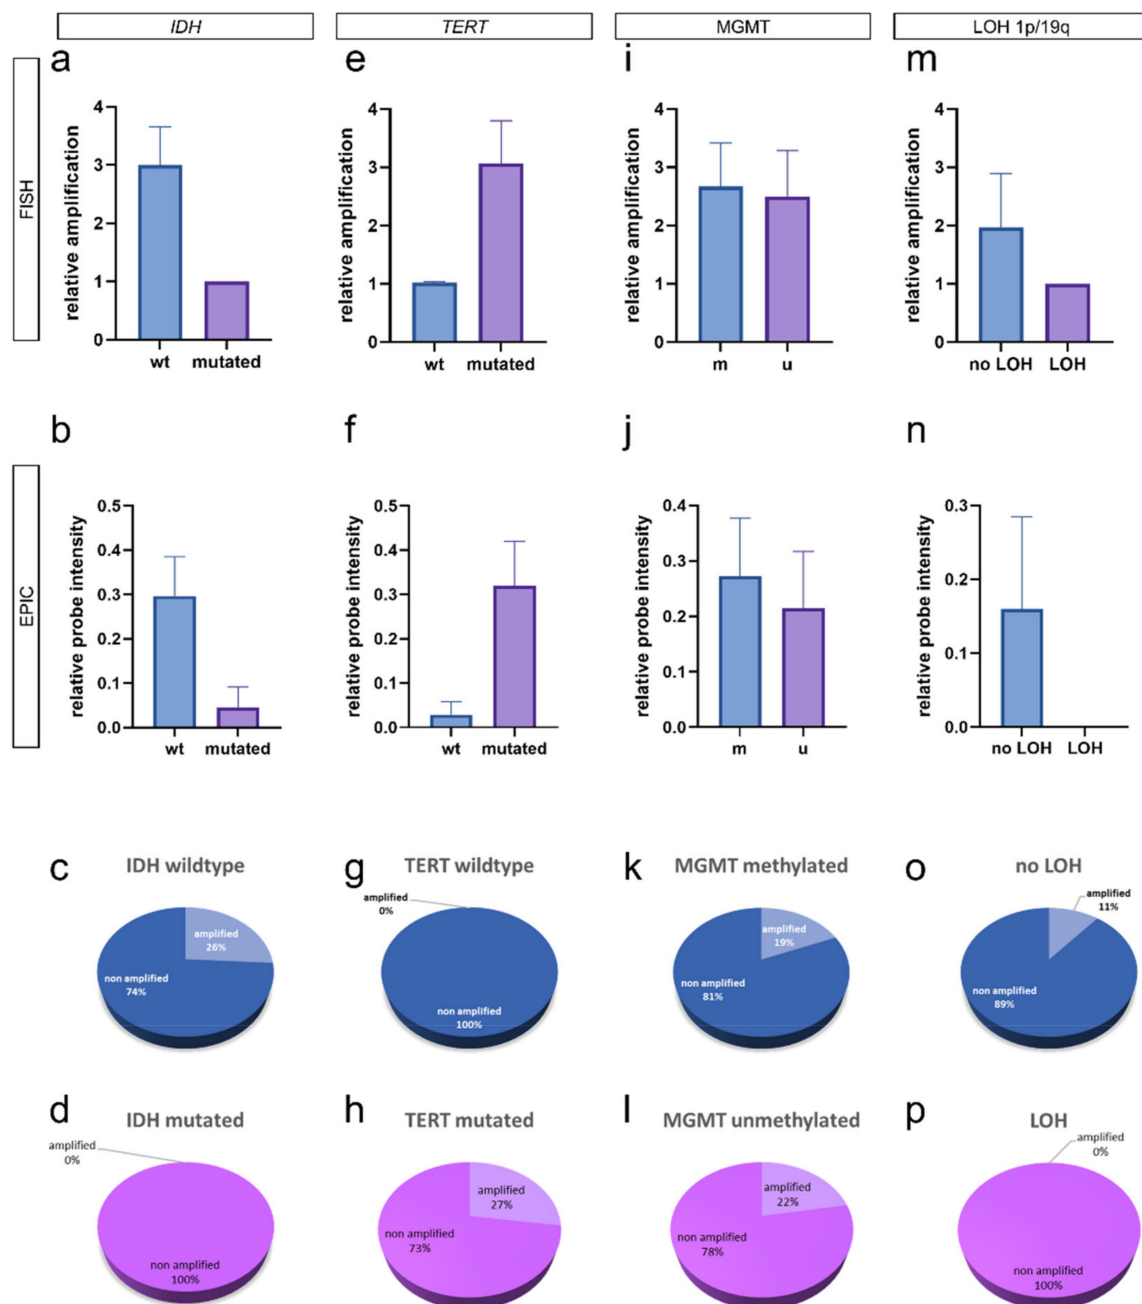 IDH
TERT
MGMT
LOH 1p/19q
FISH
a
relative amplification
4
3
2
1
0
wt
mutated
e
relative amplification
4
3
2
1
0
wt
mutated
i
relative amplification
4
3
2
1
0
m
u
m
relative amplification
4
3
2
1
0
no LOH
LOH
EPIC
b
relative probe intensity
0.5
0.4
0.3
0.2
0.1
0.0
wt
mutated
f
relative probe intensity
0.5
0.4
0.3
0.2
0.1
0.0
wt
mutated
j
relative probe intensity
0.4
0.3
0.2
0.1
0.0
m
u
n
relative probe intensity
0.3
0.2
0.1
0.0
no LOH
LOH
c
IDH wildtype
amplified
26%
non amplified
74%
g
TERT wildtype
amplified
0%
non amplified
100%
k
MGMT methylated
amplified
19%
non amplified
81%
o
no LOH
amplified
11%
non amplified
89%
d
IDH mutated
amplified
0%
non amplified
100%
h
TERT mutated
amplified
27%
non amplified
73%
l
MGMT unmethylated
amplified
22%
non amplified
78%
p
LOH
amplified
0%
non amplified
100%